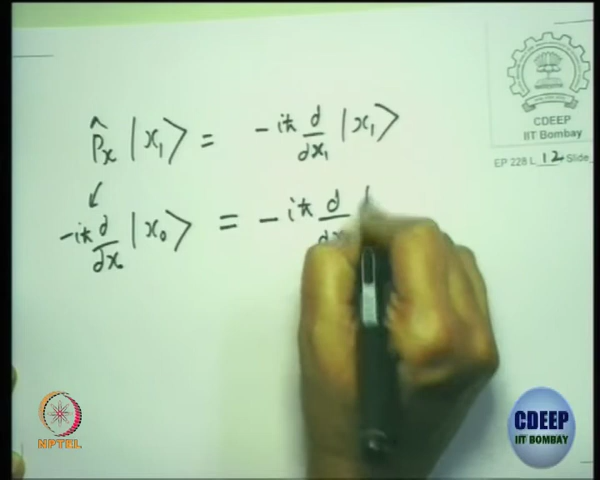 CDEEP
IIT Bombay
EP 228 L 12 Slide
p̂ₓ |x₁⟩ = -iħ d/dx₁ |x₁⟩
↙
-iħ d/dx |x₀⟩ = -iħ d/dx
NPTEL
CDEEP
IIT BOMBAY